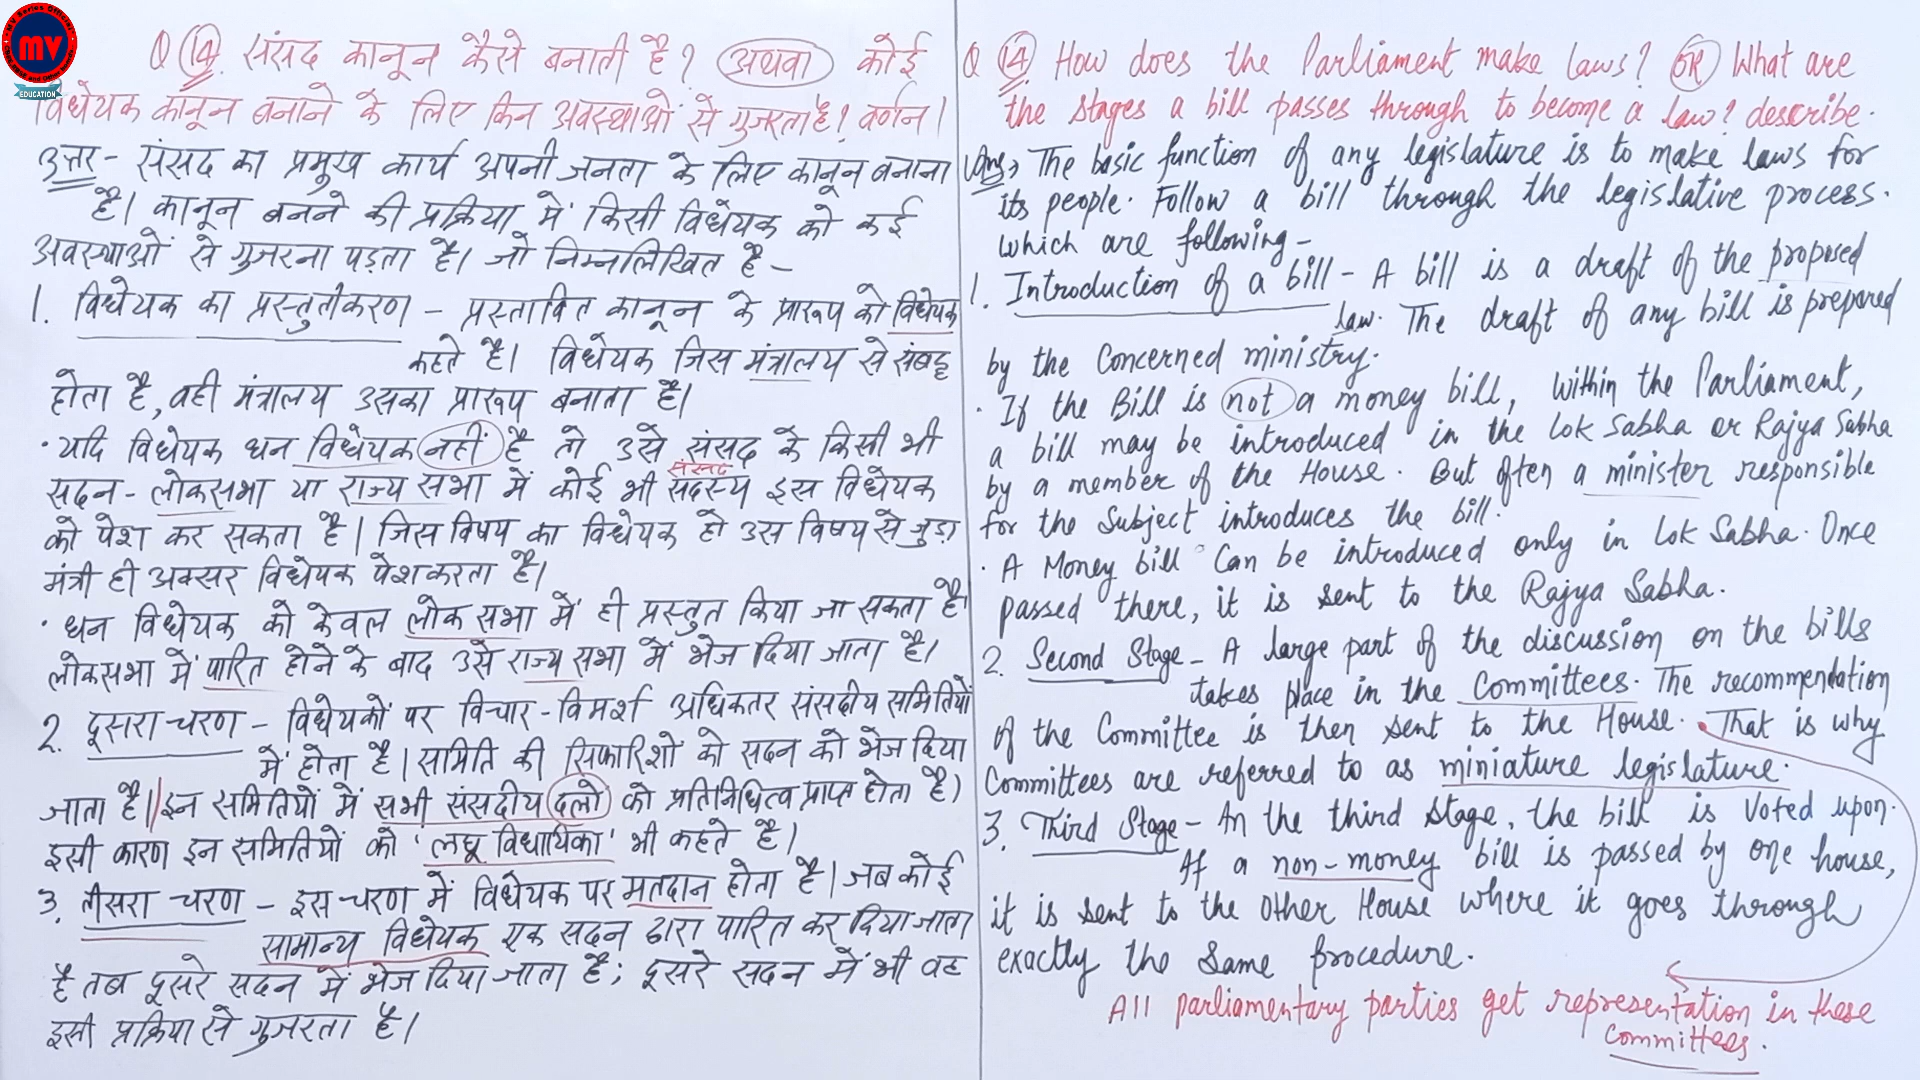 MV Series Official
MV
EDUCATION
Q 14. संसद कानून कैसे बनाती है? अथवा कोई
विधेयक कानून बनाने के लिए किन अवस्थाओं से गुजरता है? वर्णन।
उत्तर - संसद का प्रमुख कार्य अपनी जनता के लिए कानून बनाना
है। कानून बनने की प्रक्रिया में किसी विधेयक को कई
अवस्थाओं से गुजरना पड़ता है। जो निम्नलिखित है –
1. विधेयक का प्रस्तुतीकरण – प्रस्तावित कानून के प्रारूप को विधेयक
कहते है। विधेयक जिस मंत्रालय से संबद्ध
होता है, वही मंत्रालय उसका प्रारूप बनाता है।
· यदि विधेयक धन विधेयक नहीं है तो उसे संसद के किसी भी
सदन - लोकसभा या राज्य सभा में कोई भी संसद सदस्य इस विधेयक
को पेश कर सकता है। जिस विषय का विधेयक हो उस विषय से जुड़ा
मंत्री ही अक्सर विधेयक पेश करता है।
· धन विधेयक को केवल लोक सभा में ही प्रस्तुत किया जा सकता है।
लोकसभा में पारित होने के बाद उसे राज्य सभा में भेज दिया जाता है।
2. दूसरा चरण – विधेयकों पर विचार - विमर्श अधिकतर संसदीय समितियों
में होता है। समिति की सिफारिशो को सदन को भेज दिया
जाता है। इन समितियों में सभी संसदीय दलो को प्रतिनिधित्व प्राप्त होता है।
इसी कारण इन समितियों को 'लघू विधायिका' भी कहते है।
3. तीसरा चरण – इस चरण में विधेयक पर मतदान होता है। जब कोई
सामान्य विधेयक एक सदन द्वारा पारित कर दिया जाता
है तब दूसरे सदन में भेज दिया जाता है; दूसरे सदन में भी वह
इसी प्रक्रिया से गुजरता है।
Q 14. How does the Parliament make laws? OR What are
the stages a bill passes through to become a law? describe.
Ans, The basic function of any legislature is to make laws for
its people. Follow a bill through the legislative process.
which are following –
1. Introduction of a bill – A bill is a draft of the proposed
law. The draft of any bill is prepared
by the Concerned ministry.
· If the Bill is not a money bill, Within the Parliament,
a bill may be introduced in the Lok Sabha or Rajya Sabha
by a member of the House. But often a minister responsible
for the Subject introduces the bill.
· A Money bill Can be introduced only in Lok Sabha. Once
passed there, it is sent to the Rajya Sabha.
2. Second Stage – A large part of the discussion on the bills
takes place in the Committees. The recommendation
of the Committee is then sent to the House. That is why
Committees are referred to as miniature legislature.
3. Third Stage – In the third stage, the bill is Voted upon.
If a non-money bill is passed by one house,
it is sent to the Other House where it goes through
exactly the Same procedure.
All parliamentary parties get representation in these
Committees.